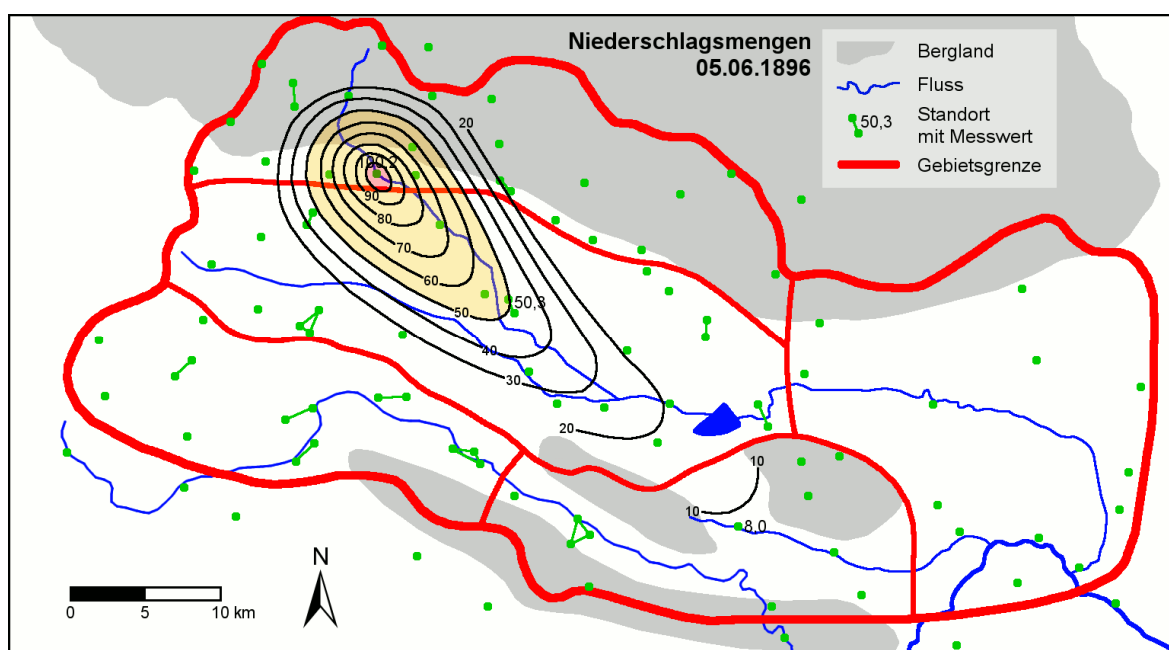 Niederschlagsmengen
05.06.1896
Bergland
Fluss
50,3
Standort
mit Messwert
Gebietsgrenze
20
100,2
90
80
70
60
50
50,3
40
30
20
10
10
8,0
N
0
5
10 km